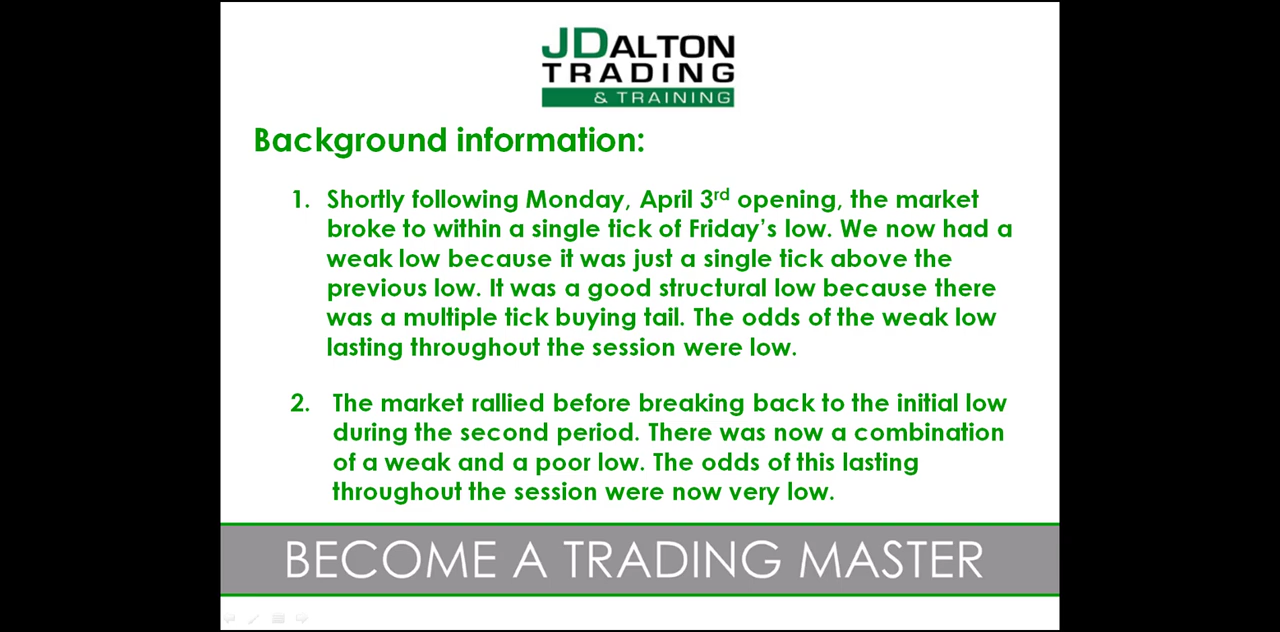 JDALTON
TRADING
& TRAINING
Background information:
1. Shortly following Monday, April 3rd opening, the market
broke to within a single tick of Friday’s low. We now had a
weak low because it was just a single tick above the
previous low. It was a good structural low because there
was a multiple tick buying tail. The odds of the weak low
lasting throughout the session were low.
2. The market rallied before breaking back to the initial low
during the second period. There was now a combination
of a weak and a poor low. The odds of this lasting
throughout the session were now very low.
BECOME A TRADING MASTER